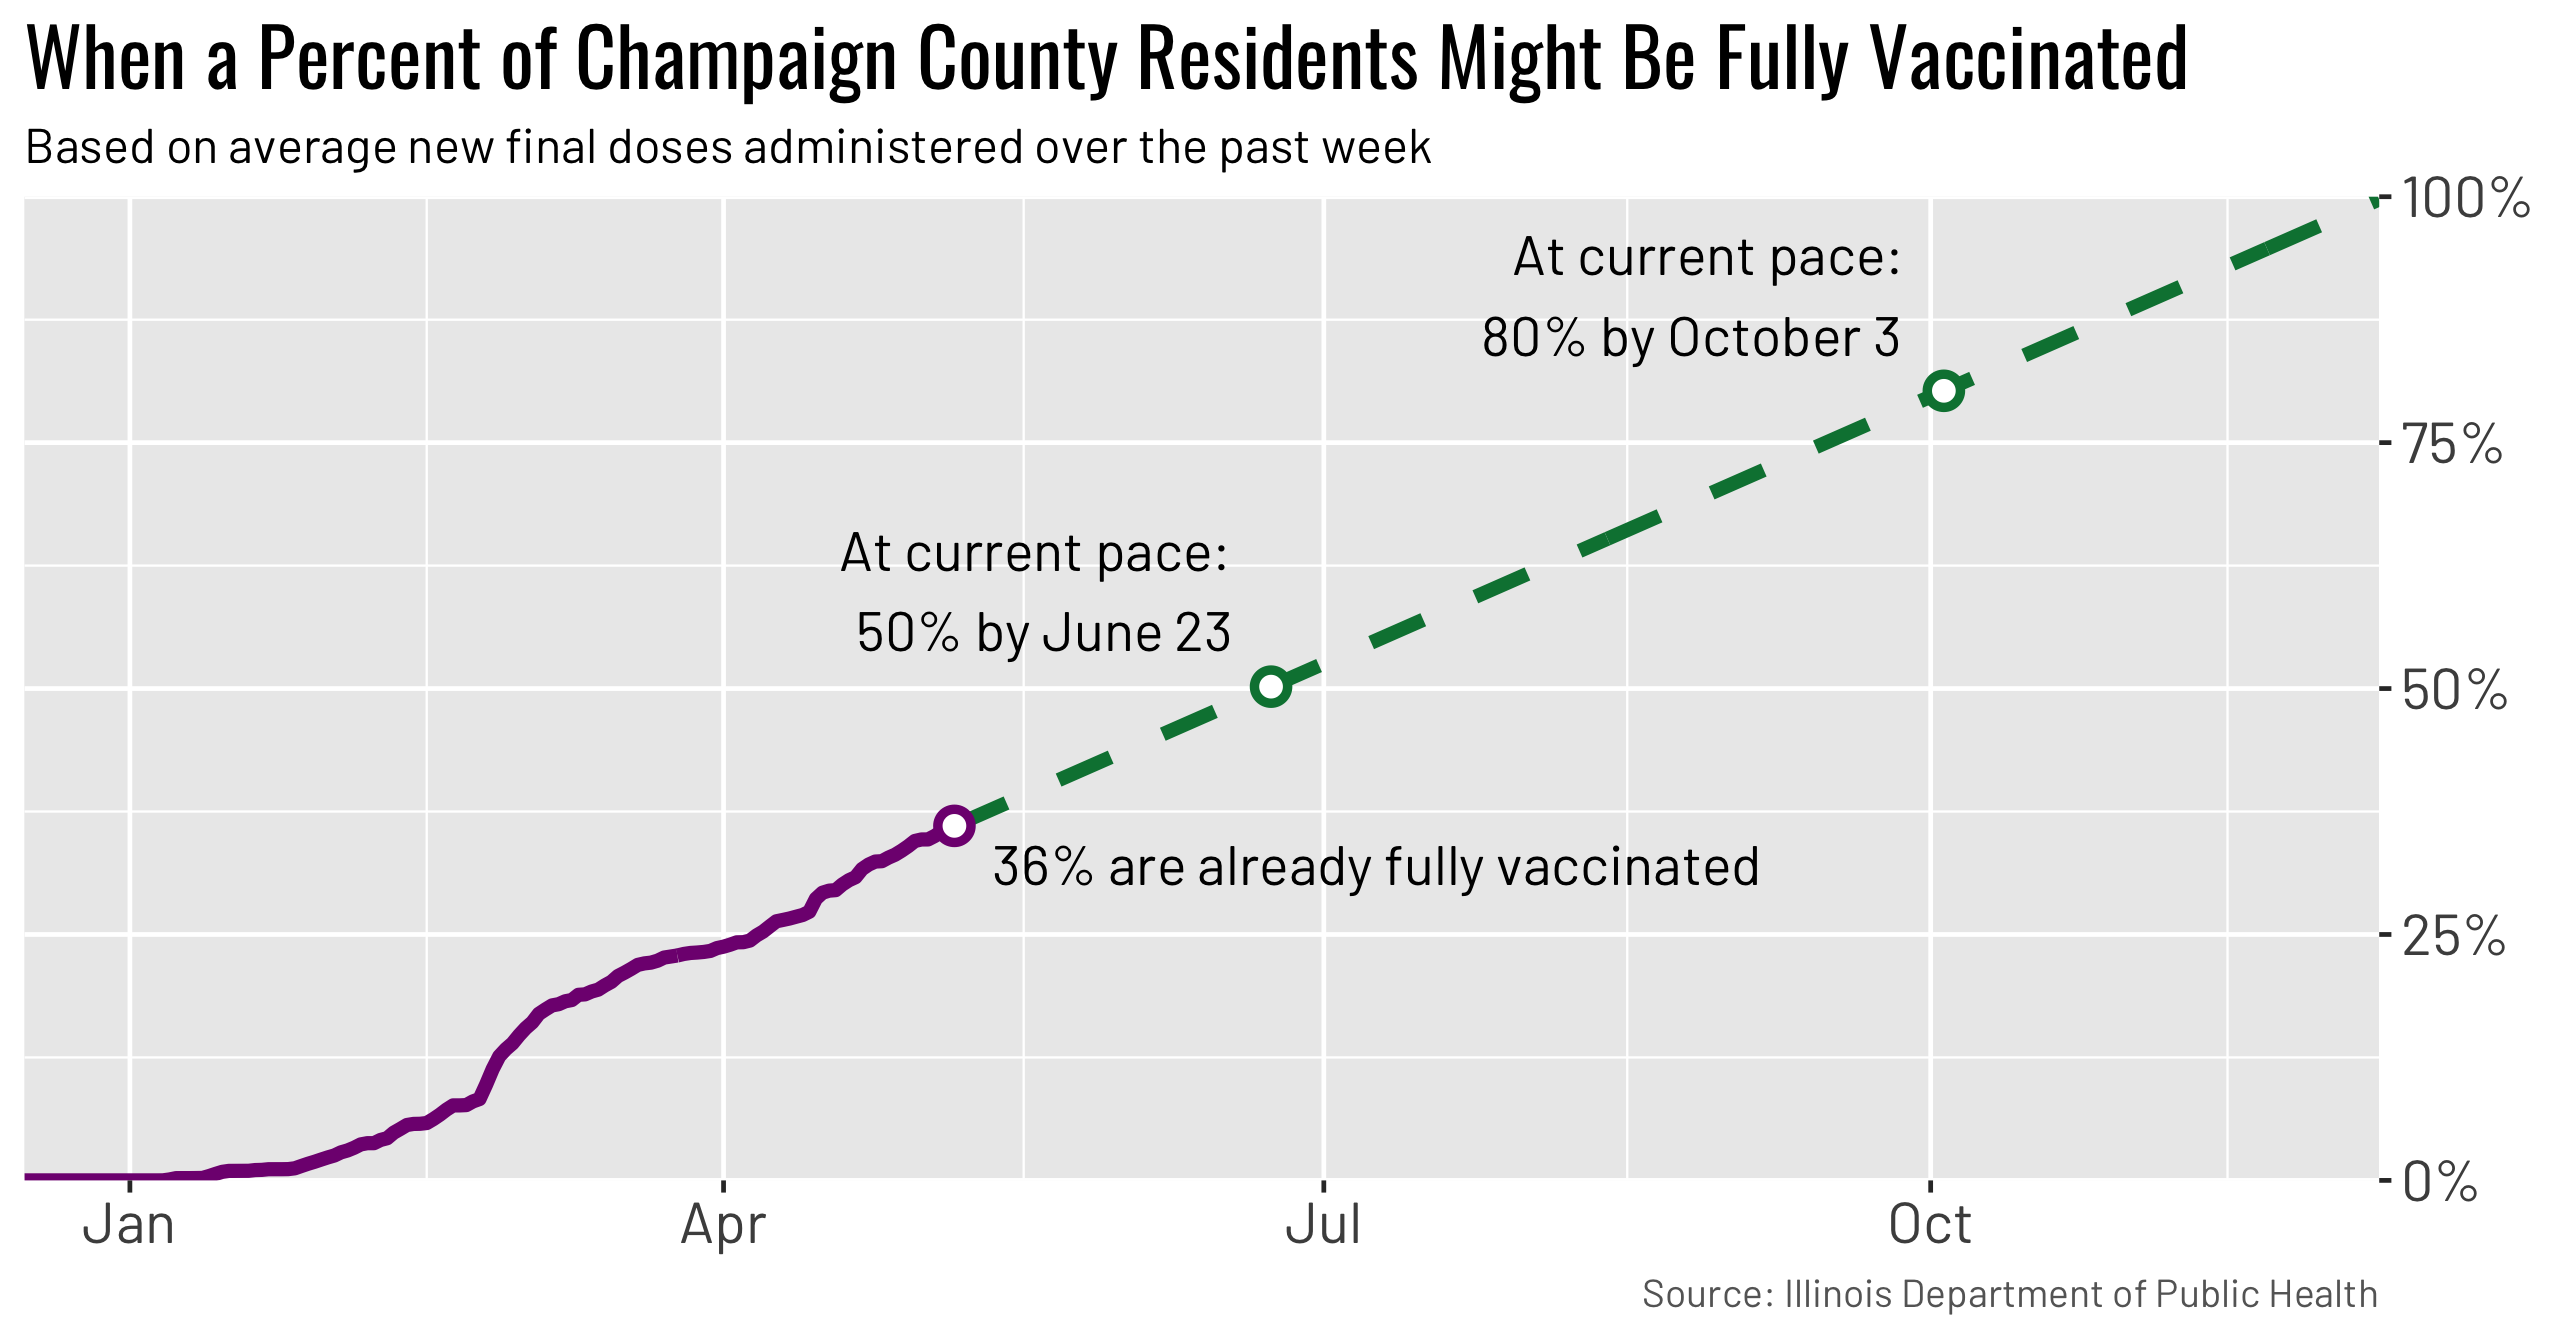 When a Percent of Champaign County Residents Might Be Fully Vaccinated
Based on average new final doses administered over the past week
100%
At current pace:
80% by October 3
75%
At current pace:
50% by June 23
50%
36% are already fully vaccinated
25%
0%
Jan Apr Jul Oct
Source: Illinois Department of Public Health